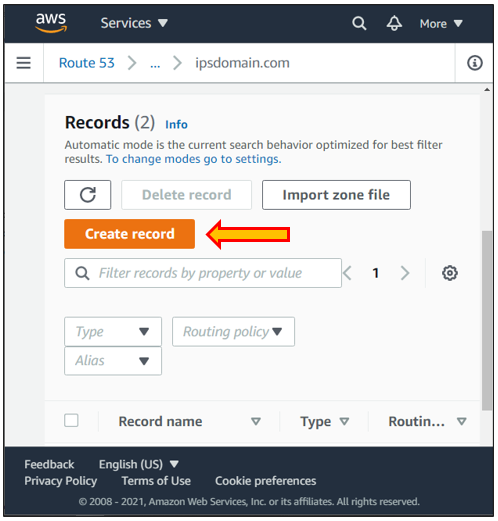 aws Services More
Route 53 ... ipsdomain.com
Records (2) Info
Automatic mode is the current search behavior optimized for best filter
results. To change modes go to settings.
Delete record Import zone file
Create record
Filter records by property or value 1
Type Routing policy
Alias
Record name Type Routin...
Feedback English (US)
Privacy Policy Terms of Use Cookie preferences
© 2008 - 2021, Amazon Web Services, Inc. or its affiliates. All rights reserved.